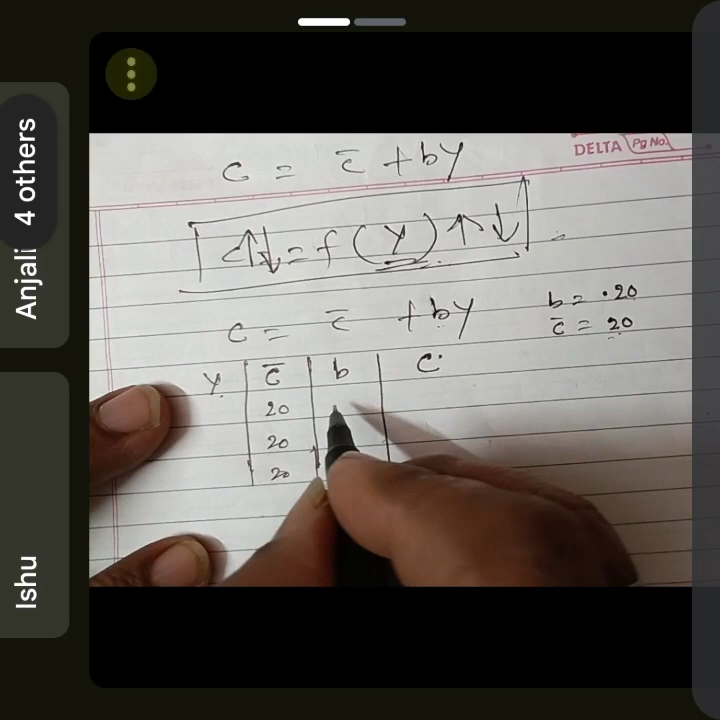 DELTA Pg No.
C = c̄ + bY
C↑↓ = f (Y) ↑↓
C = c̄ + bY
b = .20
c̄ = 20
Y c̄ b C
20
20
20
Anjali 4 others
Ishu